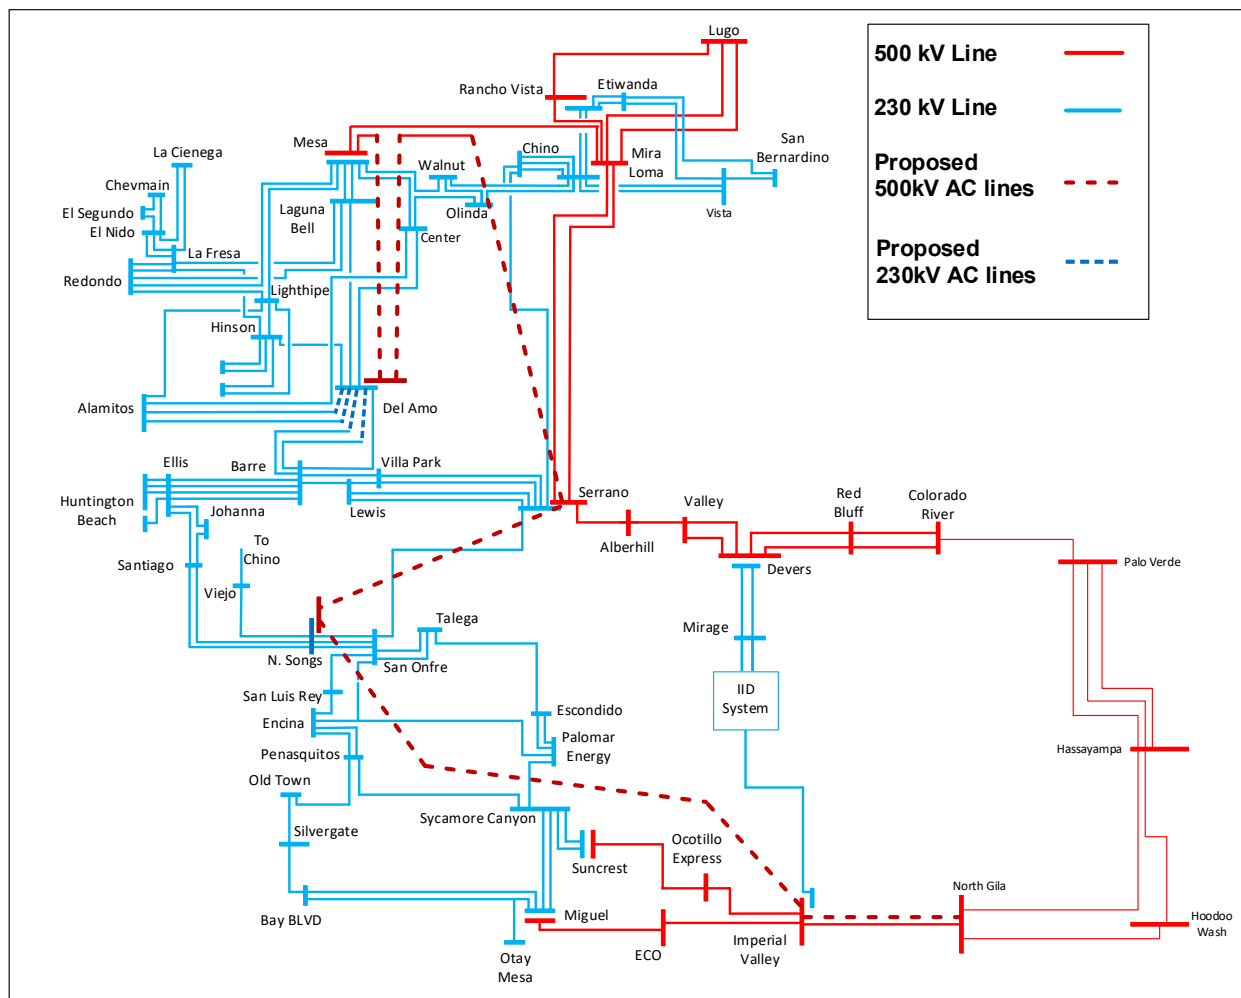 Lugo
500 kV Line
Etiwanda
Rancho Vista
230 kV Line
San
Bernardino
Mesa
La Cienega
Walnut
Chino
Mira
Loma
Proposed
500kV AC lines
Chevmain
El Segundo
El Nido
Laguna
Bell
Olinda
Vista
Center
La Fresa
Proposed
230kV AC lines
Redondo
Lighthipe
Hinson
Alamitos
Del Amo
Ellis
Barre
Villa Park
Huntington
Beach
Johanna
Lewis
Serrano
Valley
Red
Bluff
Colorado
River
To
Chino
Alberhill
Santiago
Viejo
Devers
Palo Verde
Talega
Mirage
N. Songs
San Onfre
San Luis Rey
IID
System
Encina
Escondido
Palomar
Energy
Penasquitos
Hassayampa
Old Town
Sycamore Canyon
Silvergate
Ocotillo
Express
Suncrest
North Gila
Bay BLVD
Miguel
Hoodoo
Wash
Otay
Mesa
ECO
Imperial
Valley